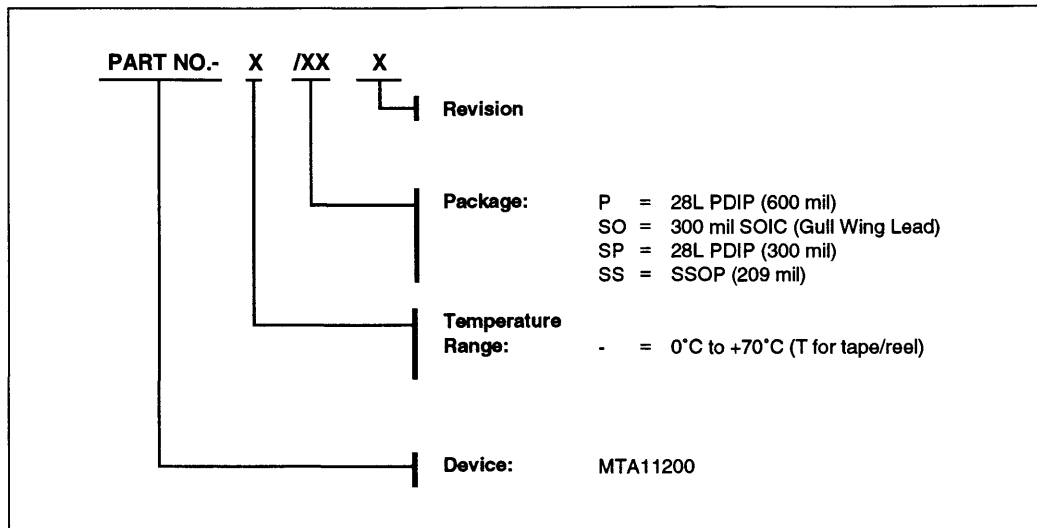 PART NO.- X /XX X
Revision
Package: P = 28L PDIP (600 mil)
SO = 300 mil SOIC (Gull Wing Lead)
SP = 28L PDIP (300 mil)
SS = SSOP (209 mil)
Temperature
Range: - = 0°C to +70°C (T for tape/reel)
Device: MTA11200